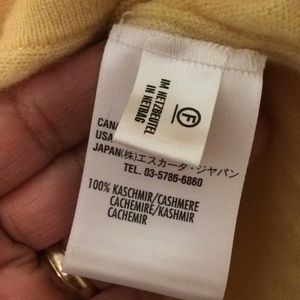 IM NETZBEUTEL
IN NETBAG
F
CANA
USA
JAPAN(株)エスカーダ・ジャパン
TEL. 03-5786-6860
100% KASCHMIR/CASHMERE
CACHEMIRE/KASHMIR
CACHEMIR